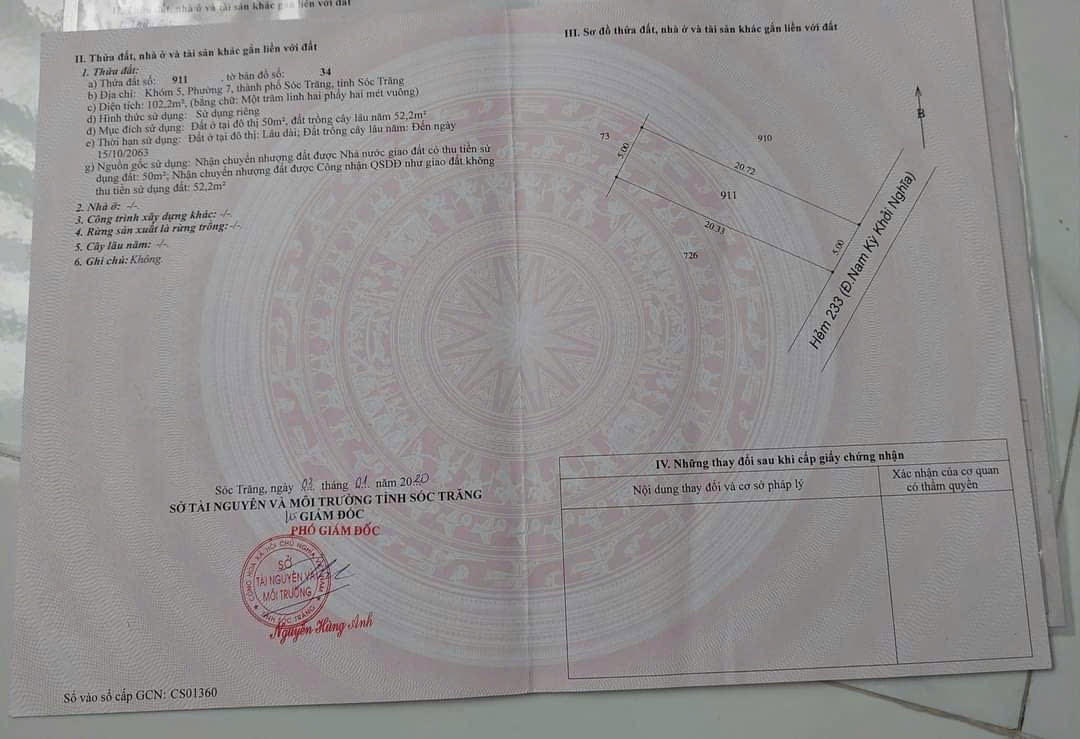 II. Thửa đất, nhà ở và tài sản khác gắn liền với đất
1. Thửa đất:
a) Thửa đất số: 911 , tờ bản đồ số: 34
b) Địa chỉ: Khóm 5, Phường 7, thành phố Sóc Trăng, tỉnh Sóc Trăng
c) Diện tích: 102,2m², (bằng chữ: Một trăm linh hai phẩy hai mét vuông)
d) Hình thức sử dụng: Sử dụng riêng
đ) Mục đích sử dụng: Đất ở tại đô thị 50m², đất trồng cây lâu năm 52,2m²
e) Thời hạn sử dụng: Đất ở tại đô thị: Lâu dài; Đất trồng cây lâu năm: Đến ngày
15/10/2063
g) Nguồn gốc sử dụng: Nhận chuyển nhượng đất được Nhà nước giao đất có thu tiền sử
dụng đất: 50m²; Nhận chuyển nhượng đất được Công nhận QSDĐ như giao đất không
thu tiền sử dụng đất: 52,2m²
2. Nhà ở: -/-.
3. Công trình xây dựng khác: -/-.
4. Rừng sản xuất là rừng trồng: -/-.
5. Cây lâu năm: -/-.
6. Ghi chú: Không.
Sóc Trăng, ngày 03 tháng 01 năm 2020
SỞ TÀI NGUYÊN VÀ MÔI TRƯỜNG TỈNH SÓC TRĂNG
GIÁM ĐỐC
PHÓ GIÁM ĐỐC
CỘNG HÒA XÃ HỘI CHỦ NGHĨA VIỆT NAM
SỞ
TÀI NGUYÊN VÀ
MÔI TRƯỜNG
TỈNH SÓC TRĂNG
Nguyễn Hùng Anh
Số vào sổ cấp GCN: CS01360
III. Sơ đồ thửa đất, nhà ở và tài sản khác gắn liền với đất
B
73
910
5.00
20.72
911
20.33
5.00
726
Hẻm 233 (Đ.Nam Kỳ Khởi Nghĩa)
IV. Những thay đổi sau khi cấp giấy chứng nhận
Nội dung thay đổi và cơ sở pháp lý
Xác nhận của cơ quan
có thẩm quyền